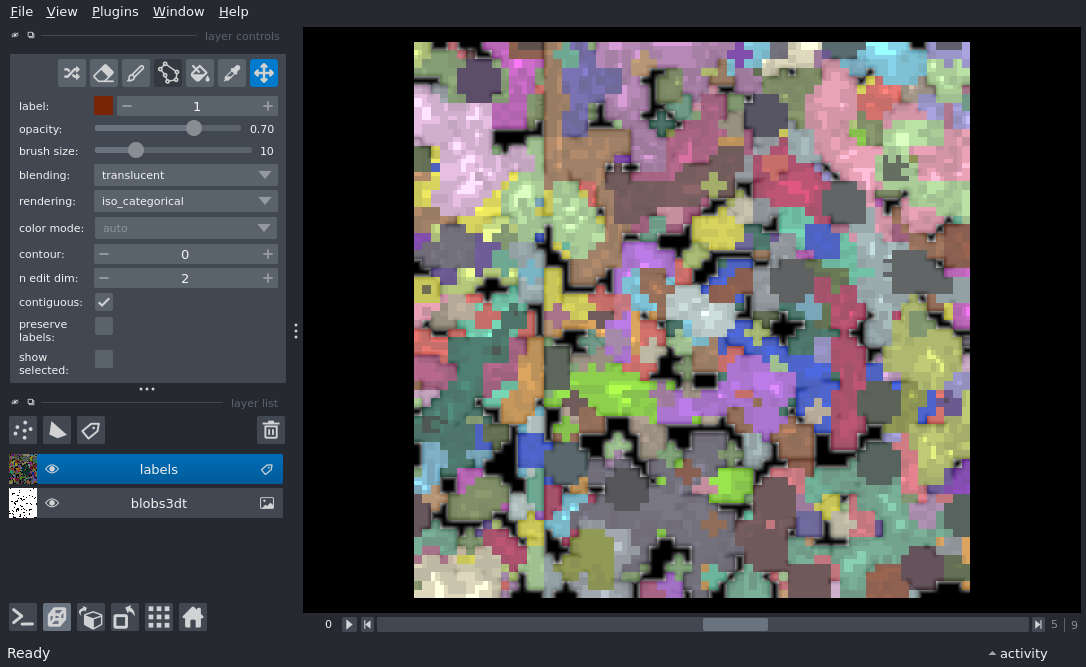 File View Plugins Window Help
layer controls
label: 1
opacity: 0.70
brush size: 10
blending: translucent
rendering: iso_categorical
color mode: auto
contour: 0
n edit dim: 2
contiguous:
preserve
labels:
show
selected:
layer list
labels
blobs3dt
0 5 | 9
Ready activity